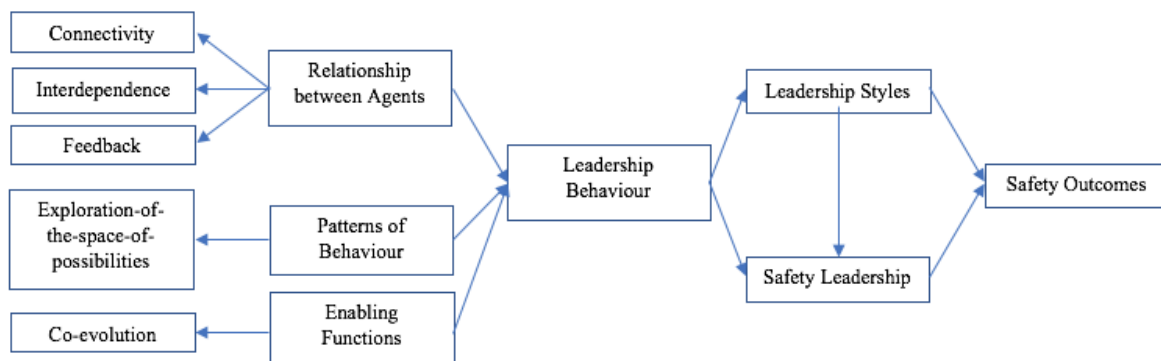 Connectivity
Interdependence
Feedback
Exploration-of-
the-space-of-
possibilities
Co-evolution
Relationship
between Agents
Patterns of
Behaviour
Enabling
Functions
Leadership
Behaviour
Leadership Styles
Safety Leadership
Safety Outcomes